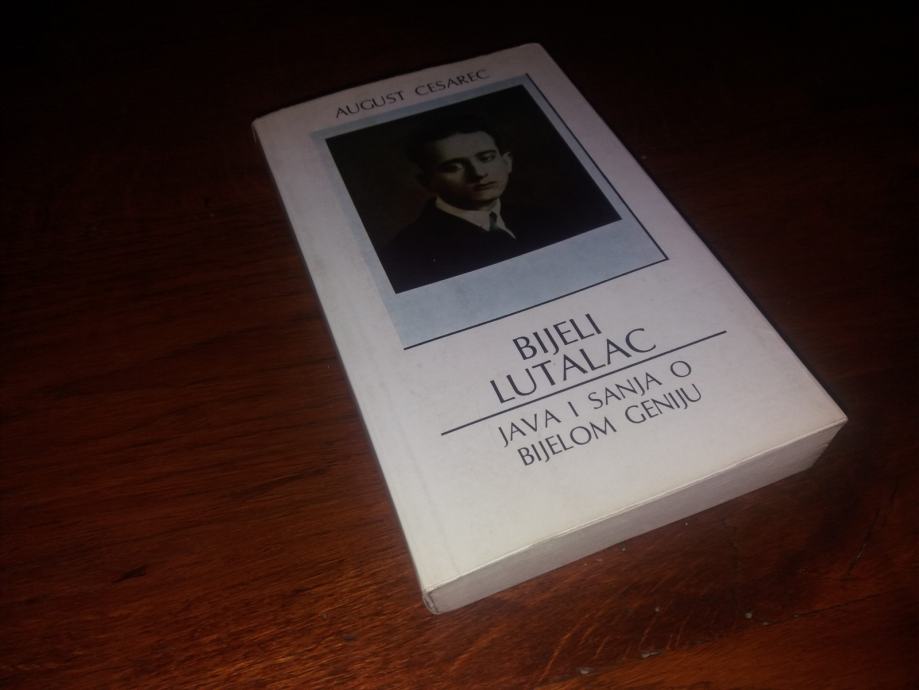 AUGUST CESAREC
BIJELI
LUTALAC
JAVA I SANJA O
BIJELOM GENIJU